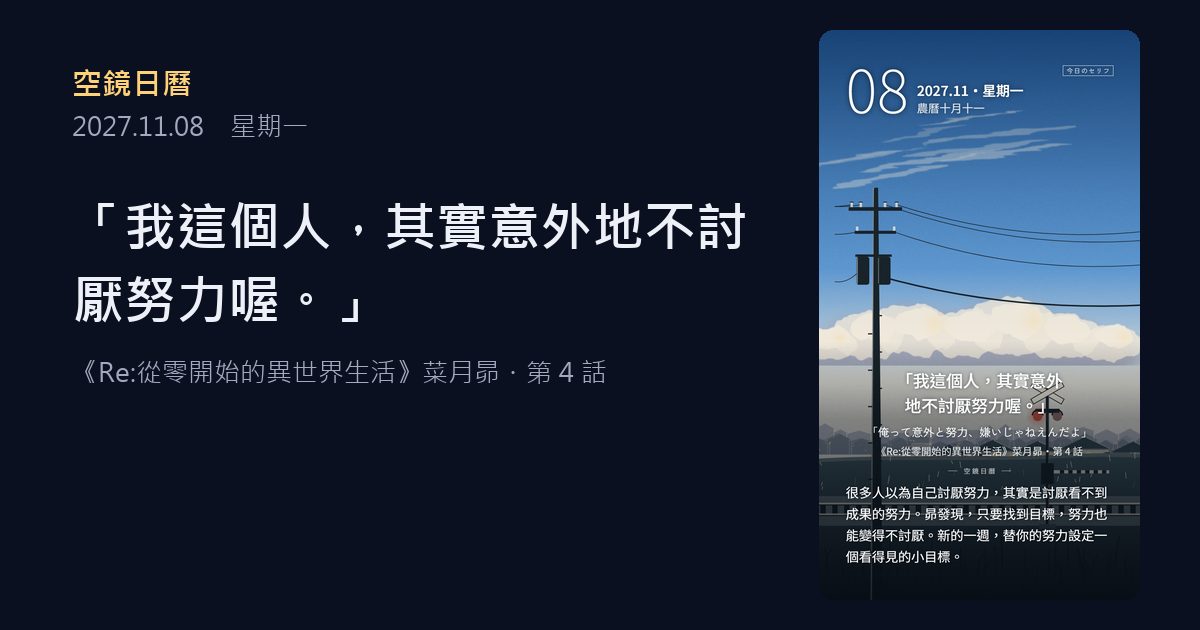 空鏡日曆
2027.11.08 星期一
「我這個人，其實意外地不討
厭努力喔。」
《Re:從零開始的異世界生活》菜月昴・第 4 話
08
2027.11・星期一
農曆十月十一
今日のセリフ
「我這個人，其實意外
地不討厭努力喔。」
「俺って意外と努力、嫌いじゃねえんだよ」
《Re:從零開始的異世界生活》菜月昴・第 4 話
— 空鏡日曆 —
很多人以為自己討厭努力，其實是討厭看不到
成果的努力。昴發現，只要找到目標，努力也
能變得不討厭。新的一週，替你的努力設定一
個看得見的小目標。